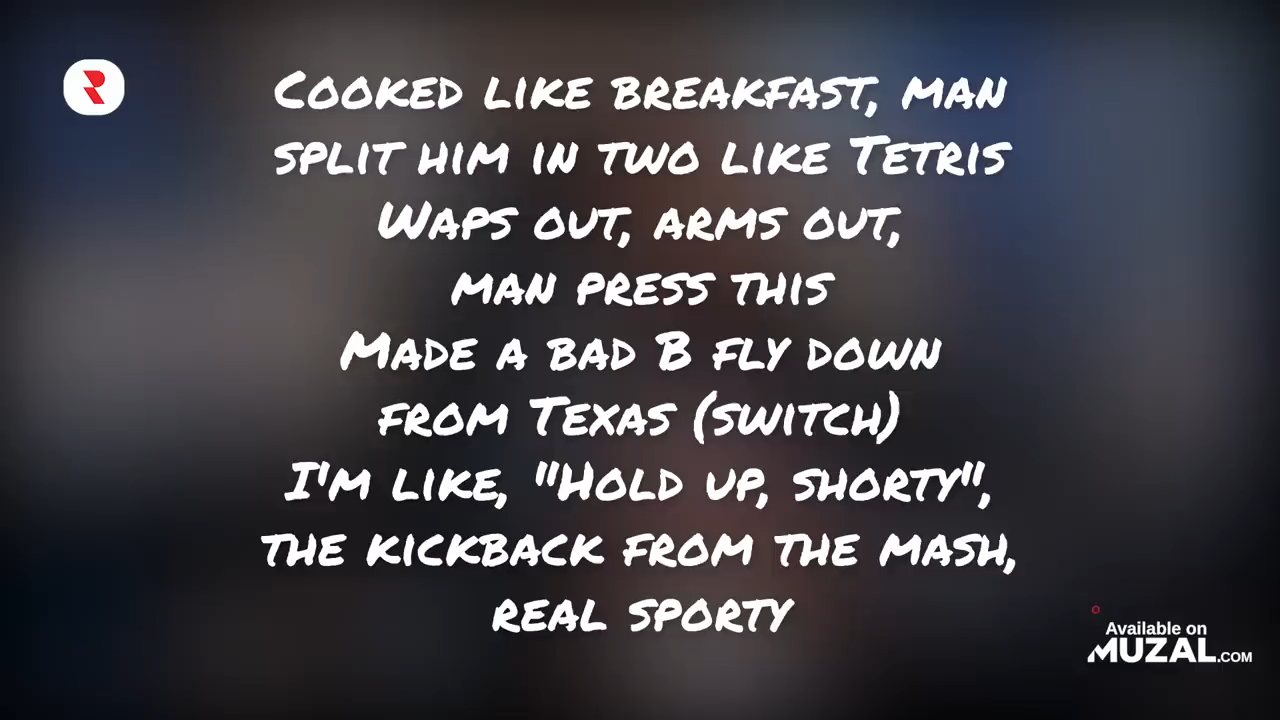 R
Cooked like breakfast, man
split him in two like Tetris
Waps out, arms out,
man press this
Made a bad B fly down
from Texas (switch)
I'm like, "Hold up, shorty",
the kickback from the mash,
real sporty
Available on
MUZAL.COM